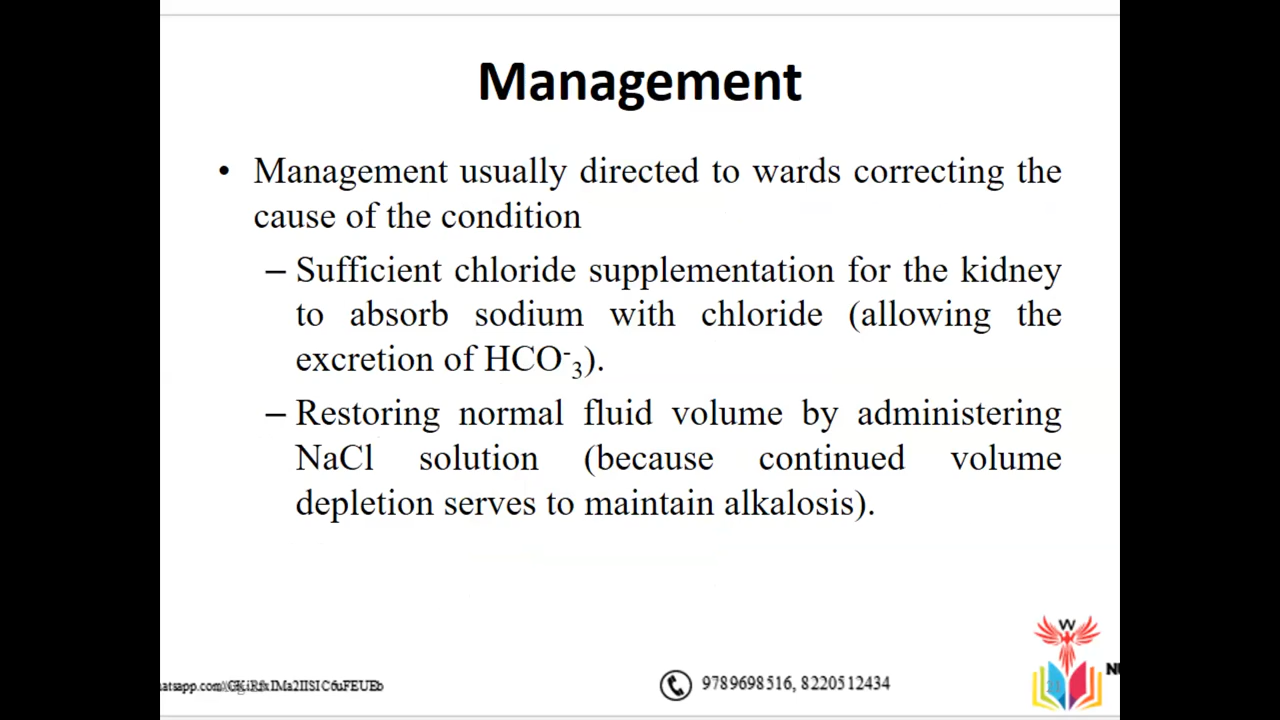 Management
• Management usually directed to wards correcting the
cause of the condition
– Sufficient chloride supplementation for the kidney
to absorb sodium with chloride (allowing the
excretion of HCO⁻₃).
– Restoring normal fluid volume by administering
NaCl solution (because continued volume
depletion serves to maintain alkalosis).
9789698516, 8220512434
W